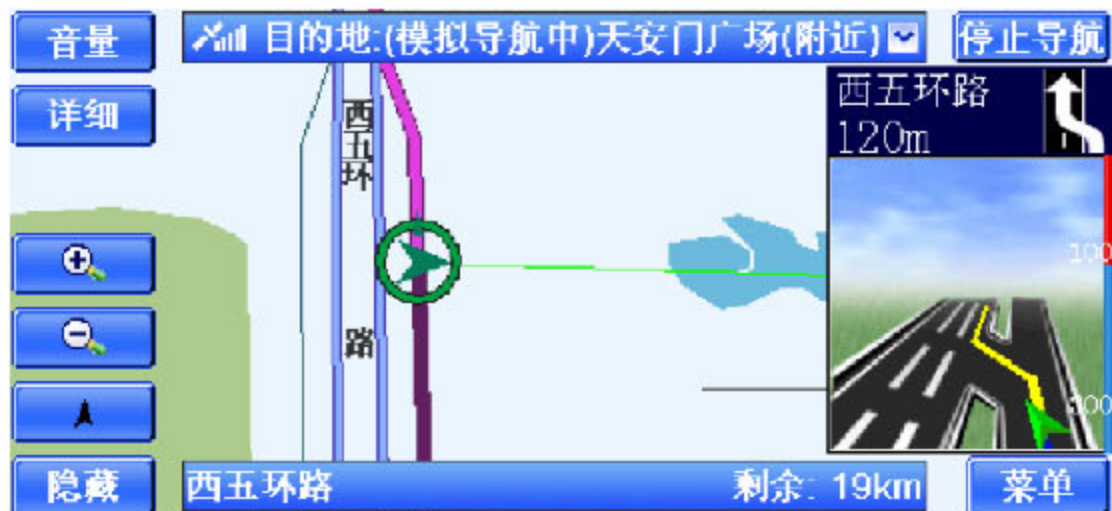 音量
目的地:(模拟导航中)天安门广场(附近)
停止导航
详细
西五环路
120m
西五环路
100
300
隐藏
西五环路
剩余: 19km
菜单